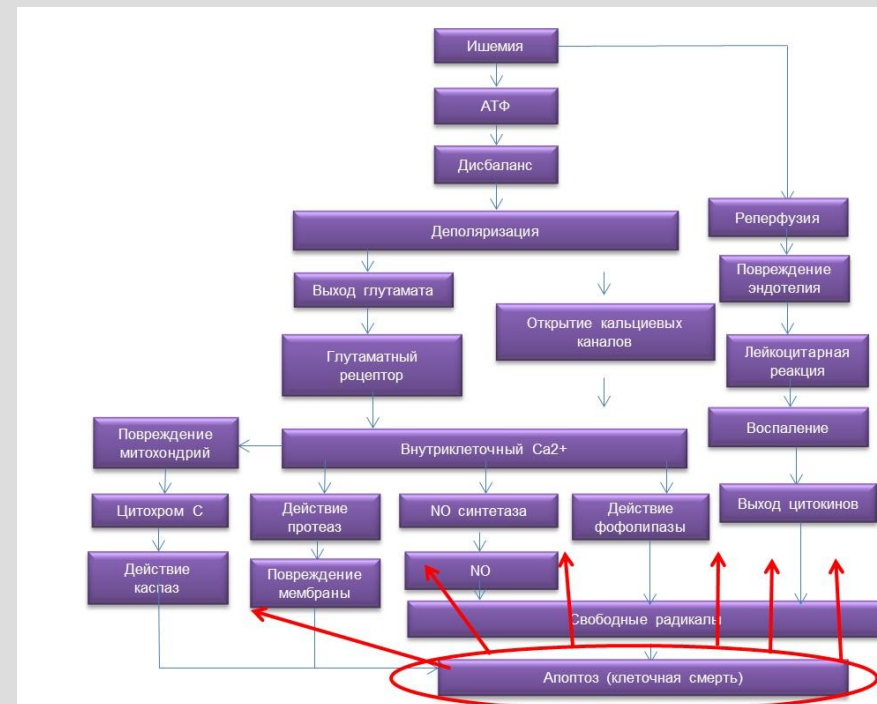 Ишемия
АТФ
Дисбаланс
Деполяризация
Реперфузия
Выход глутамата
Повреждение
эндотелия
Открытие кальциевых
каналов
Глутаматный
рецептор
Лейкоцитарная
реакция
Повреждение
митохондрий
Внутриклеточный Ca2+
Воспаление
Цитохром С
Действие
протеаз
NO синтетаза
Действие
фофолипазы
Выход цитокинов
Действие
каспаз
Повреждение
мембраны
NO
Свободные радикалы
Апоптоз (клеточная смерть)